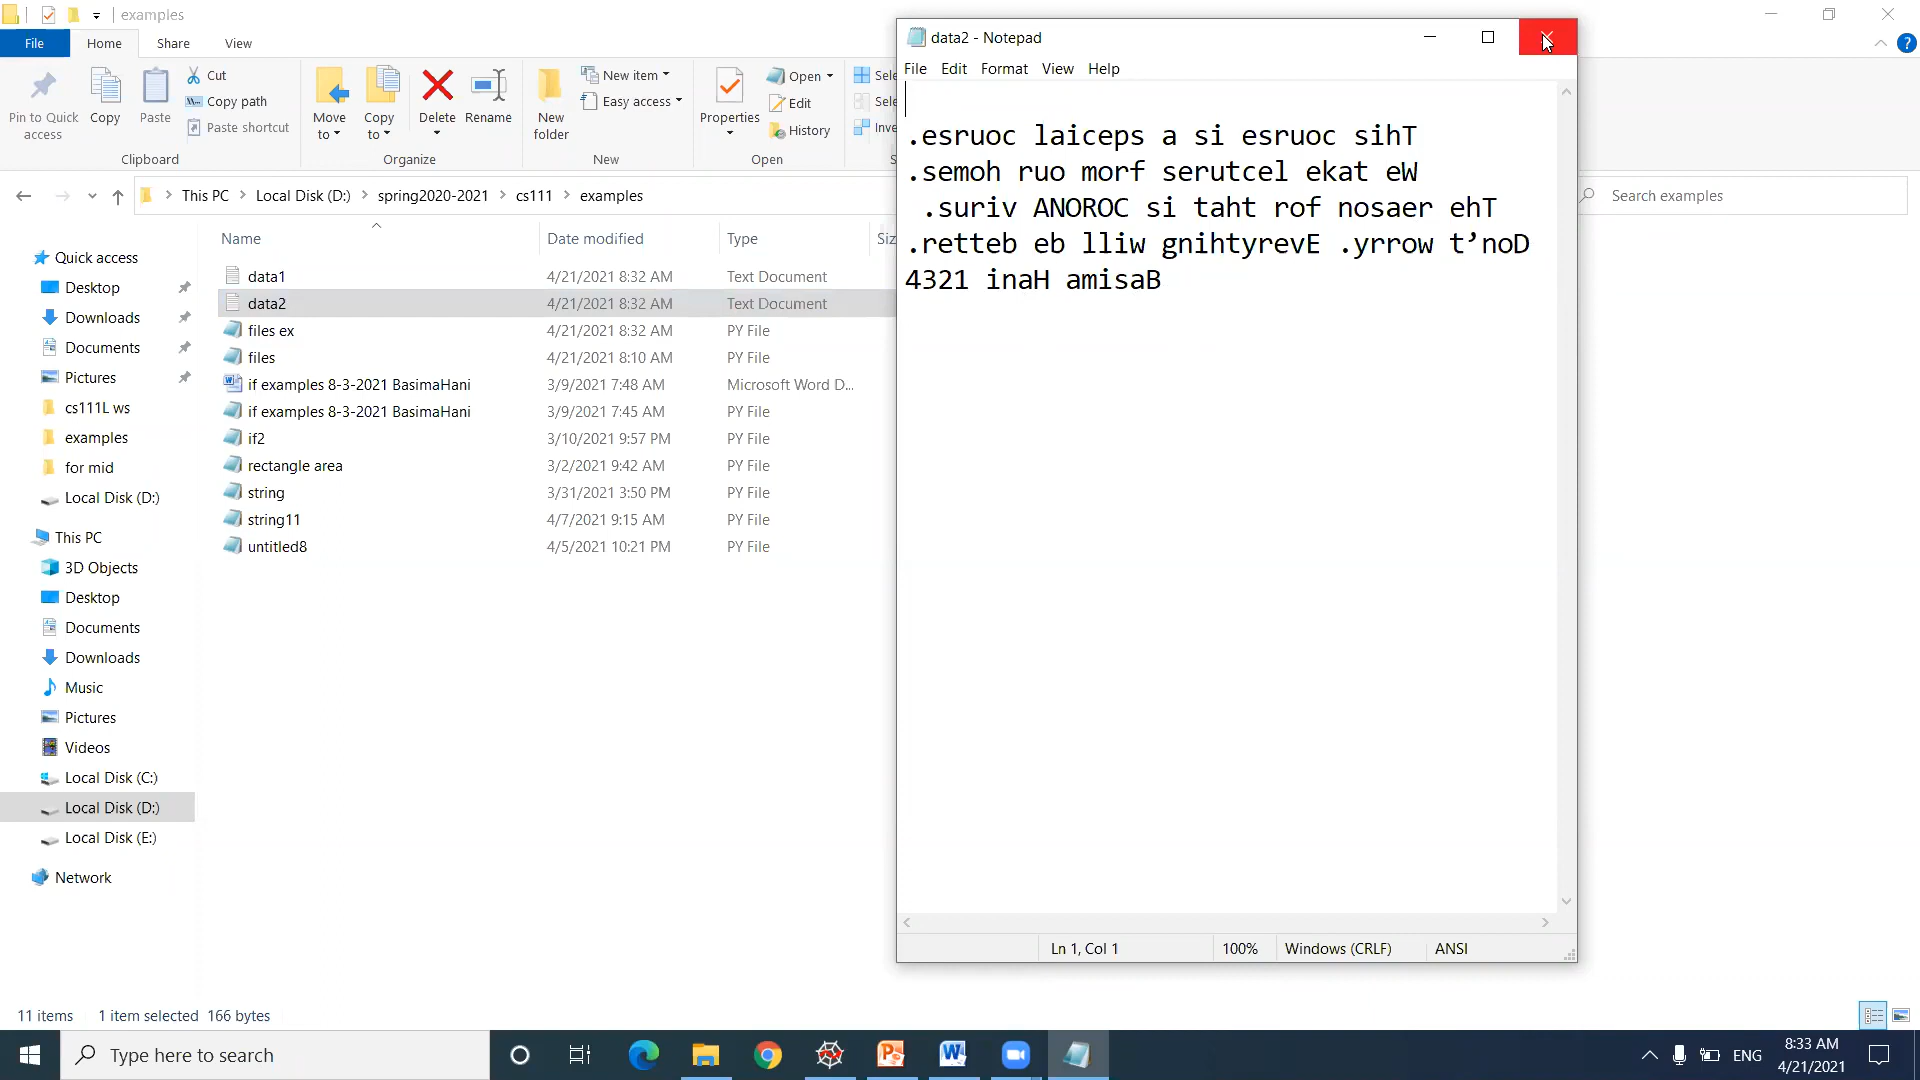 examples
File Home Share View
Pin to Quick access
Copy
Paste
Cut
Copy path
Paste shortcut
Clipboard
Move to
Copy to
Delete
Rename
Organize
New folder
New item
Easy access
New
Properties
Open
Edit
History
Open
Sele
Sele
Inve
S
This PC > Local Disk (D:) > spring2020-2021 > cs111 > examples
Search examples
Quick access
Desktop
Downloads
Documents
Pictures
cs111L ws
examples
for mid
Local Disk (D:)
This PC
3D Objects
Desktop
Documents
Downloads
Music
Pictures
Videos
Local Disk (C:)
Local Disk (D:)
Local Disk (E:)
Network
Name Date modified Type Siz
data1 4/21/2021 8:32 AM Text Document
data2 4/21/2021 8:32 AM Text Document
files ex 4/21/2021 8:32 AM PY File
files 4/21/2021 8:10 AM PY File
if examples 8-3-2021 BasimaHani 3/9/2021 7:48 AM Microsoft Word D...
if examples 8-3-2021 BasimaHani 3/9/2021 7:45 AM PY File
if2 3/10/2021 9:57 PM PY File
rectangle area 3/2/2021 9:42 AM PY File
string 3/31/2021 3:50 PM PY File
string11 4/7/2021 9:15 AM PY File
untitled8 4/5/2021 10:21 PM PY File
data2 - Notepad
File Edit Format View Help
.esruoc laiceps a si esruoc sihT
.semoh ruo morf serutcel ekat eW
.suriv ANOROC si taht rof nosaer ehT
.retteb eb lliw gnihtyrevE .yrrow t’noD
4321 inaH amisaB
Ln 1, Col 1 100% Windows (CRLF) ANSI
11 items 1 item selected 166 bytes
Type here to search
ENG
8:33 AM
4/21/2021